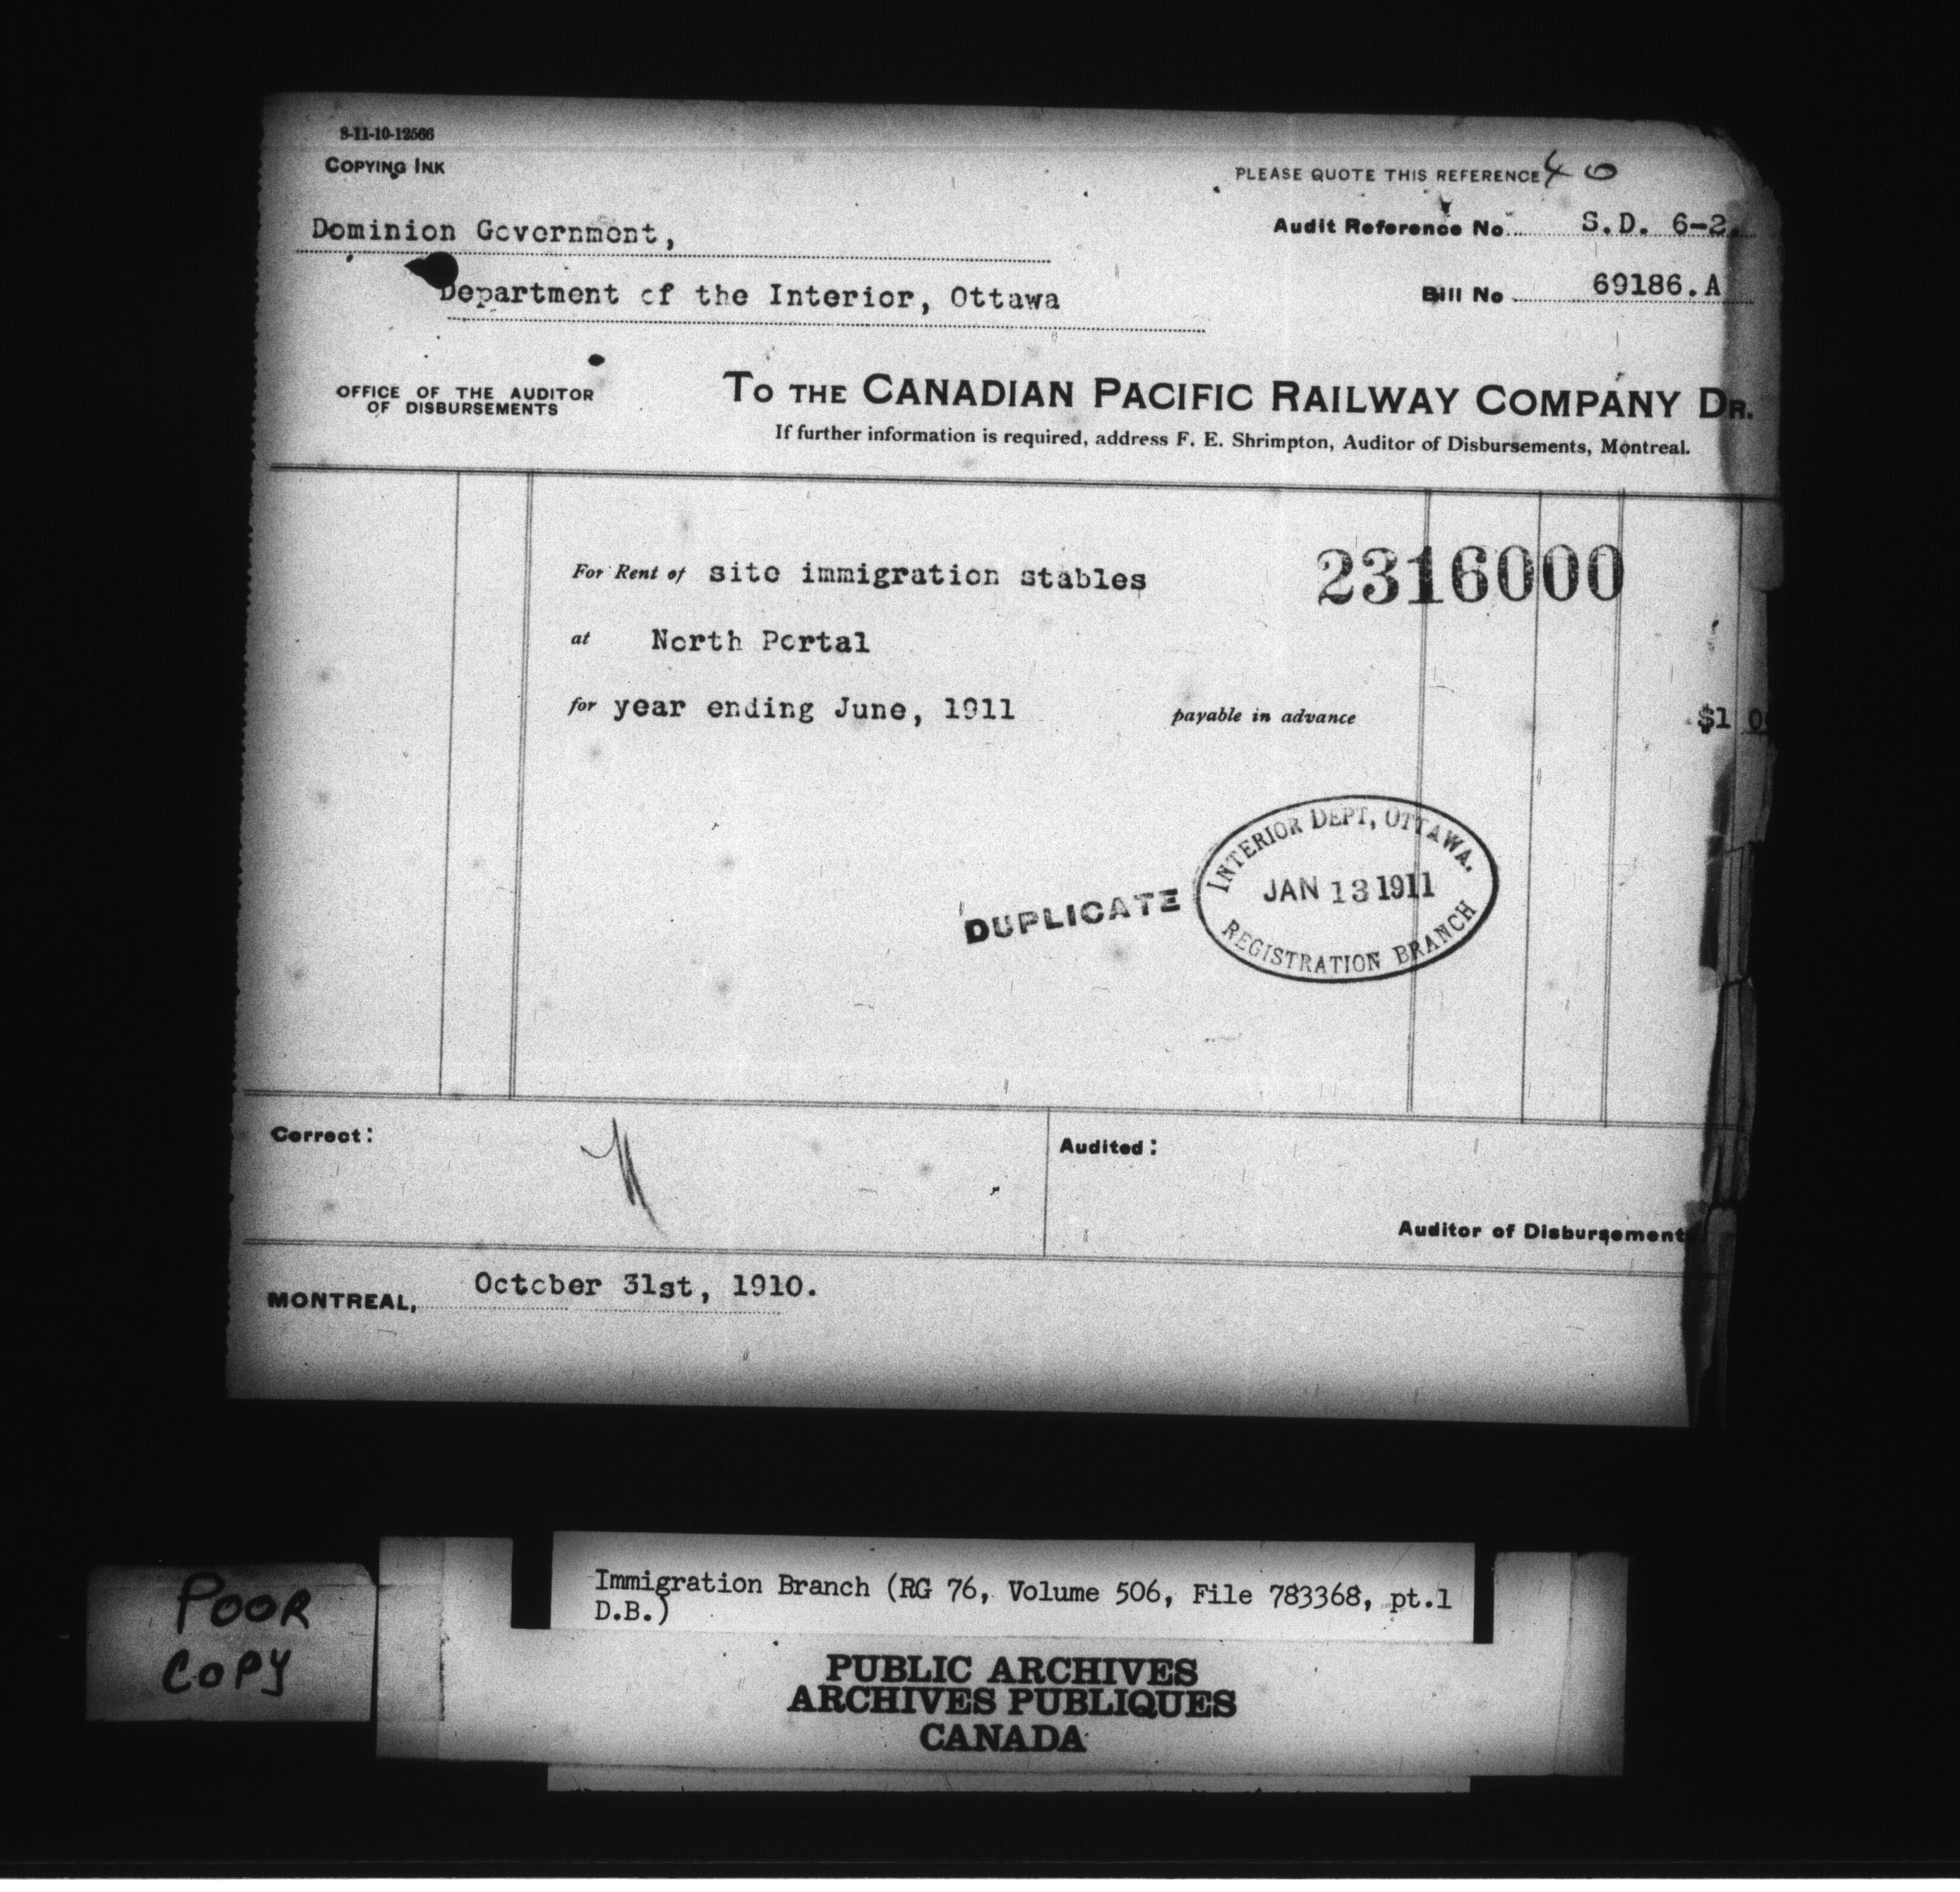 8-11-10-12566
COPYING INK
PLEASE QUOTE THIS REFERENCE 46
Dominion Government,
Audit Reference No. S.D. 6-2.
Department of the Interior, Ottawa
Bill No 69186.A
OFFICE OF THE AUDITOR
OF DISBURSEMENTS
TO THE CANADIAN PACIFIC RAILWAY COMPANY DR.
If further information is required, address F. E. Shrimpton, Auditor of Disbursements, Montreal.
For Rent of site immigration stables 2316000
at North Portal
for year ending June, 1911 payable in advance $1 0
INTERIOR DEPT, OTTAWA.
DUPLICATE JAN 13 1911
REGISTRATION BRANCH
Correct:
Audited:
Auditor of Disbursement
MONTREAL, October 31st, 1910.
POOR
COPY
Immigration Branch (RG 76, Volume 506, File 783368, pt.1
D.B.)
PUBLIC ARCHIVES
ARCHIVES PUBLIQUES
CANADA